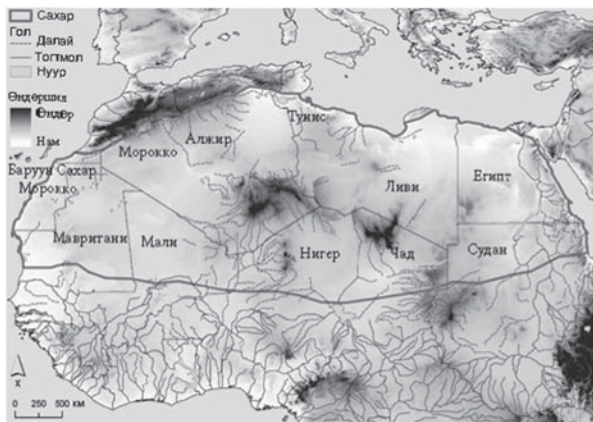 Сахар
Гол
Далай
Тогтмол
Нуур
Өндөршил
Өндөр
Нам
Тунис
Алжир
Морокко
Баруун Сахар
Морокко
Ливи
Египт
Мавритани
Мали
Нигер
Чад
Судан
Х
0 250 500 км